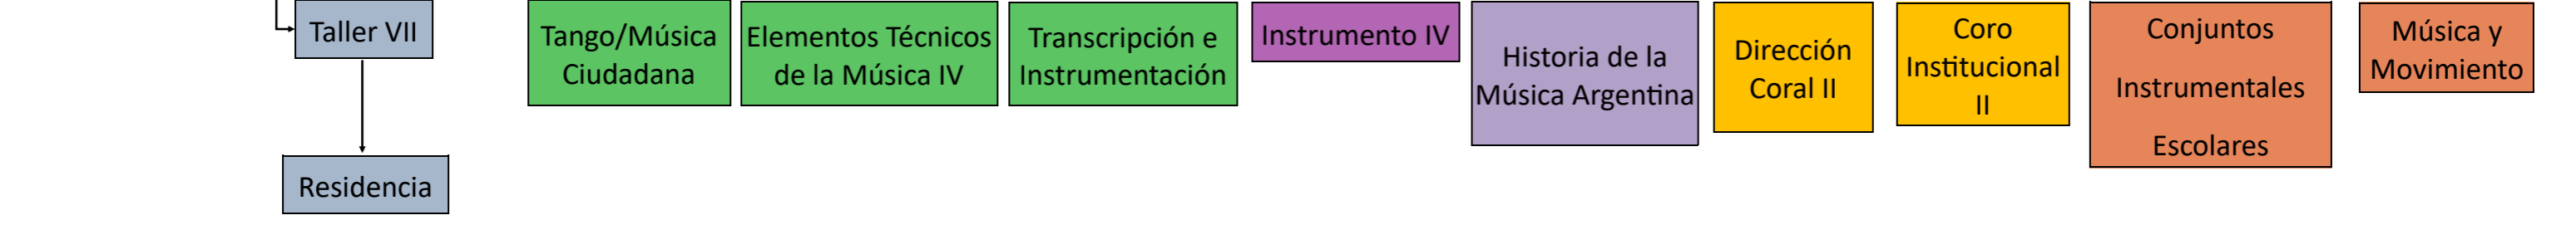 Taller VII
Tango/Música
Ciudadana
Elementos Técnicos
de la Música IV
Transcripción e
Instrumentación
Instrumento IV
Historia de la
Música Argentina
Dirección
Coral II
Coro
Institucional
II
Conjuntos
Instrumentales
Escolares
Música y
Movimiento
Residencia